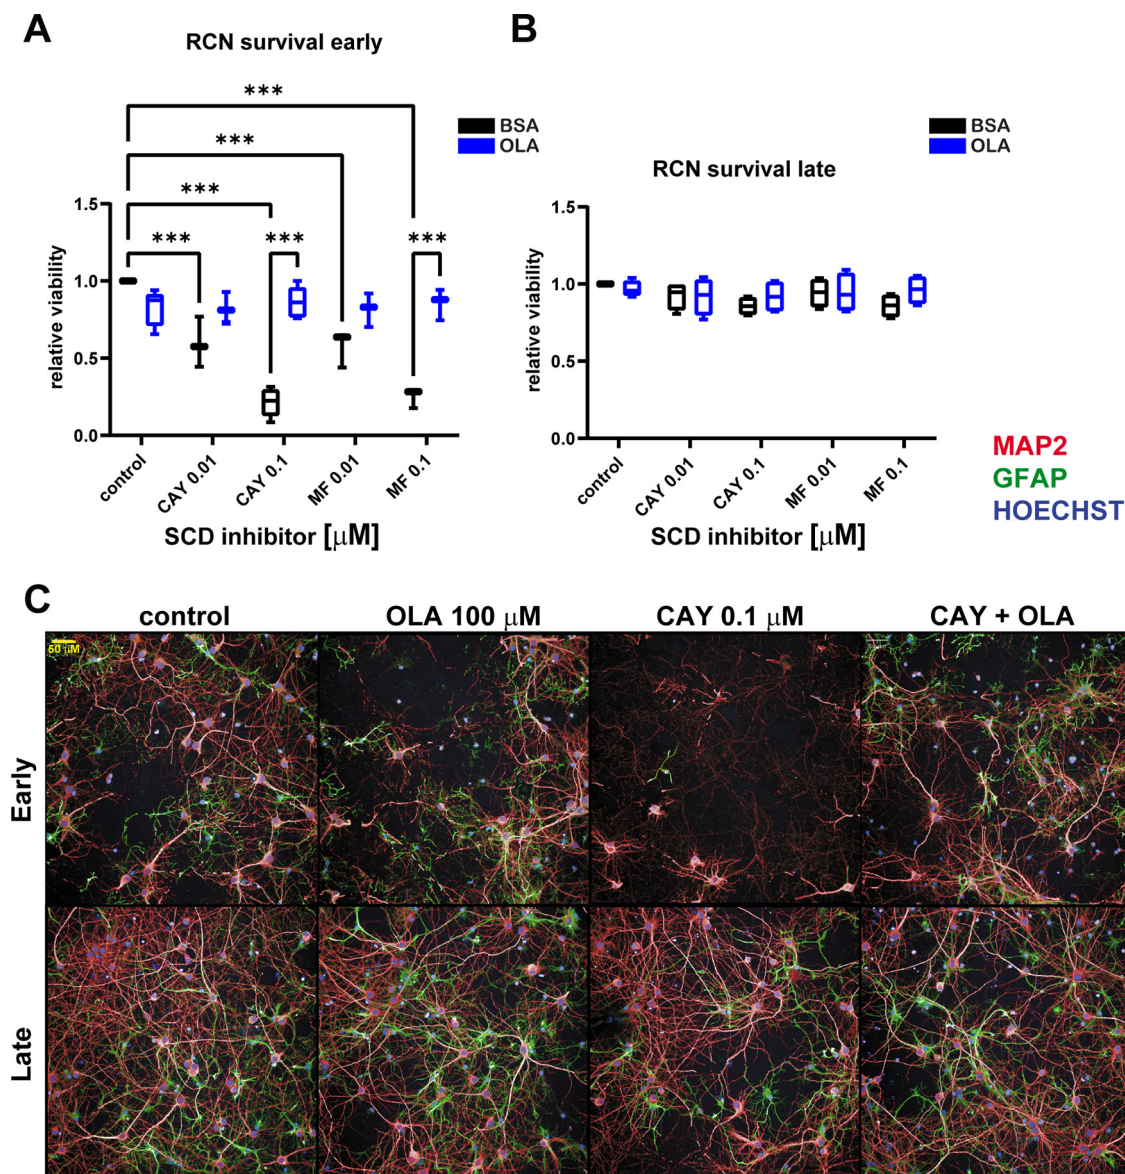 A
RCN survival early
***
***
***
***
***
***
BSA
OLA
1.5
1.0
0.5
0.0
relative viability
control
CAY 0.01
CAY 0.1
MF 0.01
MF 0.1
SCD inhibitor [μM]
B
BSA
OLA
RCN survival late
1.5
1.0
0.5
0.0
relative viability
control
CAY 0.01
CAY 0.1
MF 0.01
MF 0.1
SCD inhibitor [μM]
MAP2
GFAP
HOECHST
C
control
OLA 100 μM
CAY 0.1 μM
CAY + OLA
50 μM
Early
Late